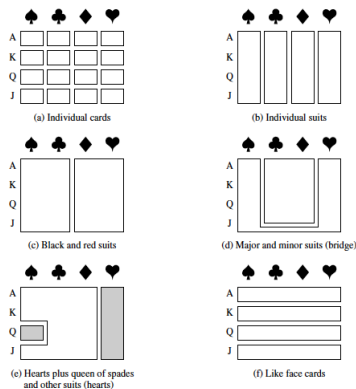 ♠ ♣ ♦ ♥
A
K
Q
J
(a) Individual cards
♠ ♣ ♦ ♥
A
K
Q
J
(b) Individual suits
♠ ♣ ♦ ♥
A
K
Q
J
(c) Black and red suits
♠ ♣ ♦ ♥
A
K
Q
J
(d) Major and minor suits (bridge)
♠ ♣ ♦ ♥
A
K
Q
J
(e) Hearts plus queen of spades
and other suits (hearts)
♠ ♣ ♦ ♥
A
K
Q
J
(f) Like face cards